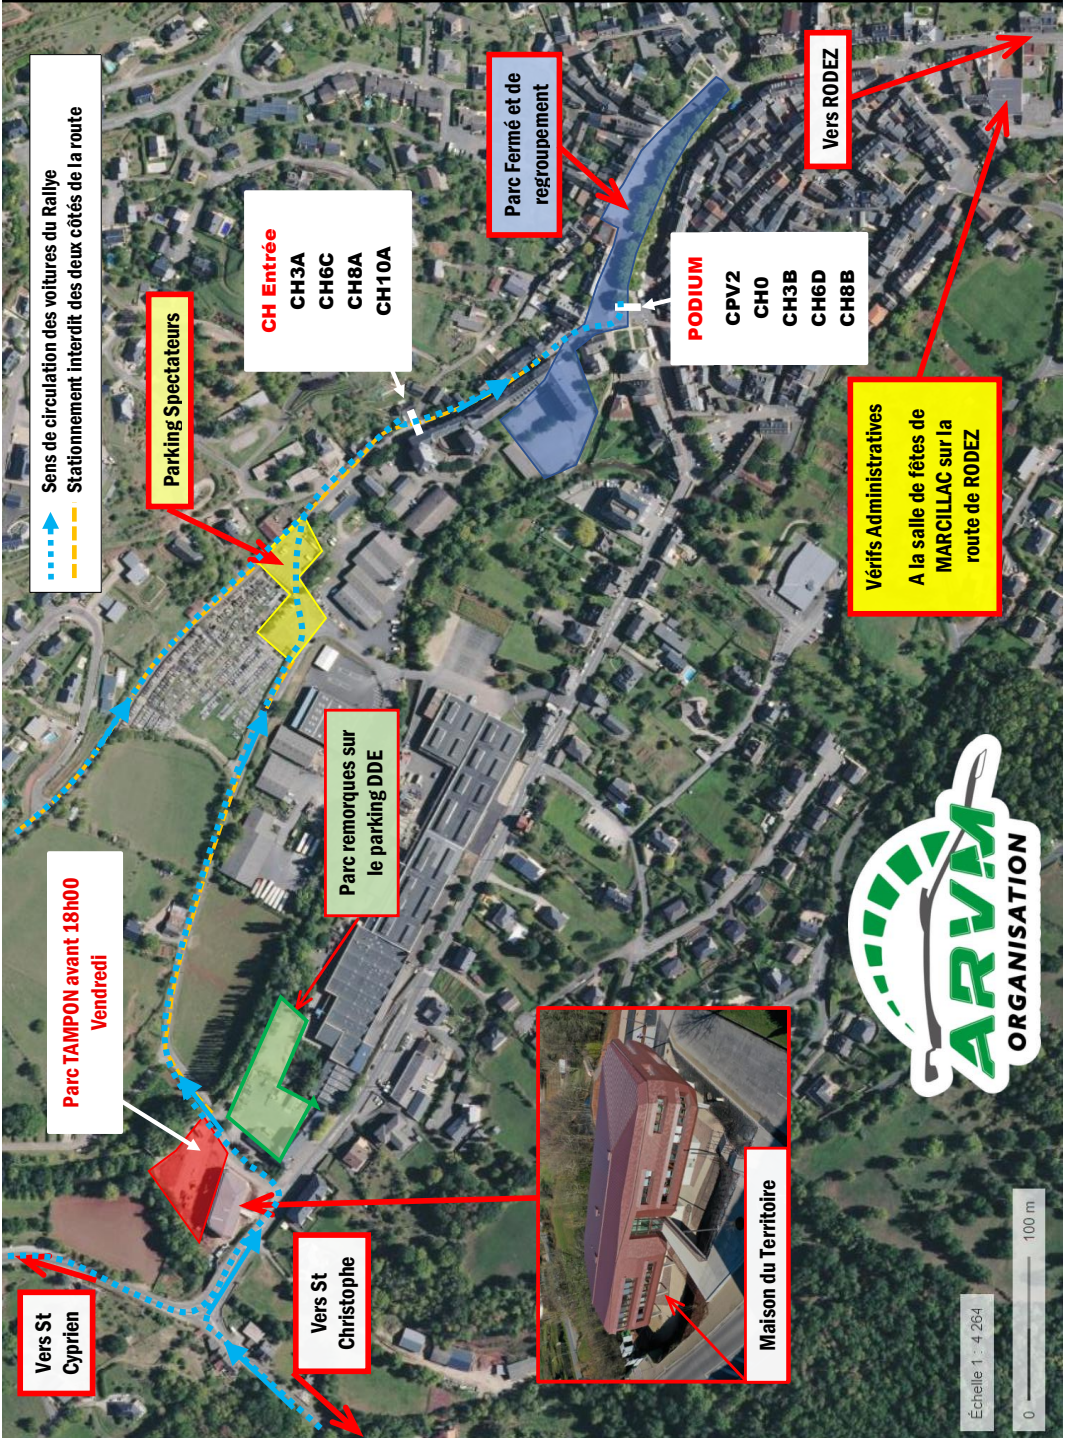 Sens de circulation des voitures du Rallye
Stationnement interdit des deux côtés de la route
Parking Spectateurs
CH Entrée
CH3A
CH6C
CH8A
CH10A
Parc Fermé et de
regroupement
Vers RODEZ
PODIUM
CPV2
CH0
CH3B
CH6D
CH8B
Vérifs Administratives
A la salle de fêtes de
MARCILLAC sur la
route de RODEZ
Parc TAMPON avant 18h00
Vendredi
Parc remorques sur
le parking DDE
Vers St
Cyprien
Vers St
Christophe
Maison du Territoire
ARVM
ORGANISATION
Échelle 1 : 4 264
0 100 m